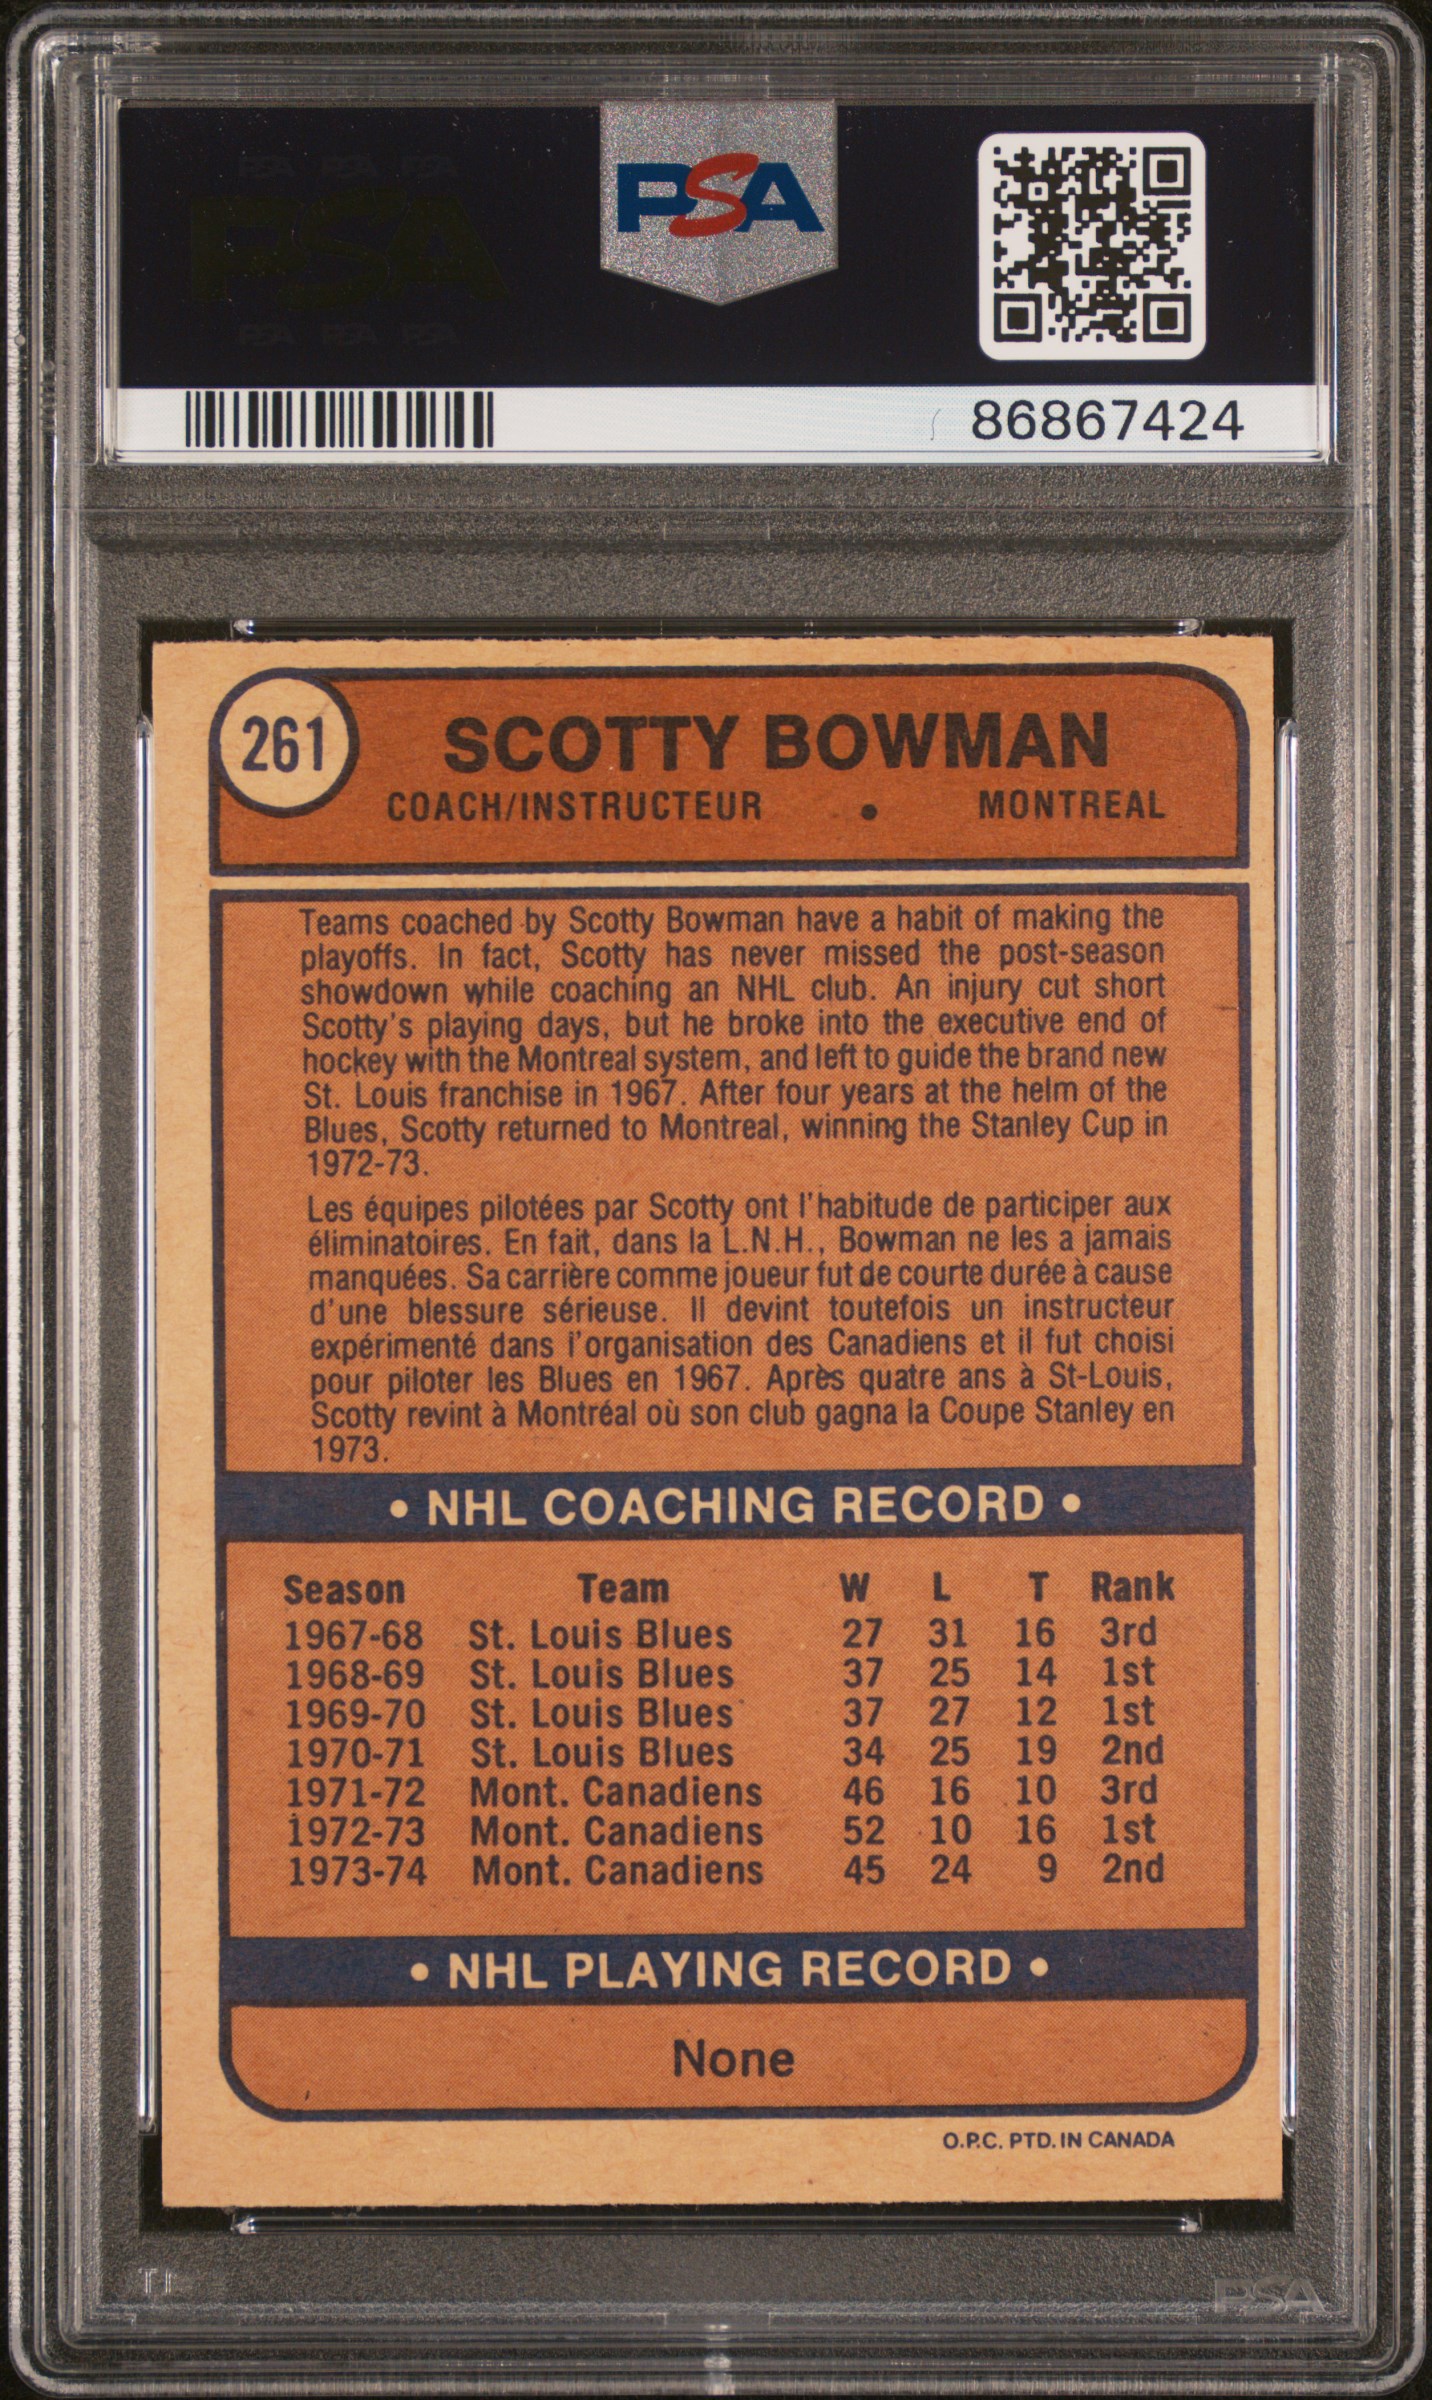 PSA
86867424
261
SCOTTY BOWMAN
COACH/INSTRUCTEUR • MONTREAL
Teams coached by Scotty Bowman have a habit of making the
playoffs. In fact, Scotty has never missed the post-season
showdown while coaching an NHL club. An injury cut short
Scotty's playing days, but he broke into the executive end of
hockey with the Montreal system, and left to guide the brand new
St. Louis franchise in 1967. After four years at the helm of the
Blues, Scotty returned to Montreal, winning the Stanley Cup in
1972-73.
Les équipes pilotées par Scotty ont l'habitude de participer aux
éliminatoires. En fait, dans la L.N.H., Bowman ne les a jamais
manquées. Sa carrière comme joueur fut de courte durée à cause
d'une blessure sérieuse. Il devint toutefois un instructeur
expérimenté dans l'organisation des Canadiens et il fut choisi
pour piloter les Blues en 1967. Après quatre ans à St-Louis,
Scotty revint à Montréal où son club gagna la Coupe Stanley en
1973.
• NHL COACHING RECORD •
Season Team W L T Rank
1967-68 St. Louis Blues 27 31 16 3rd
1968-69 St. Louis Blues 37 25 14 1st
1969-70 St. Louis Blues 37 27 12 1st
1970-71 St. Louis Blues 34 25 19 2nd
1971-72 Mont. Canadiens 46 16 10 3rd
1972-73 Mont. Canadiens 52 10 16 1st
1973-74 Mont. Canadiens 45 24 9 2nd
• NHL PLAYING RECORD •
None
O.P.C. PTD. IN CANADA
PSA